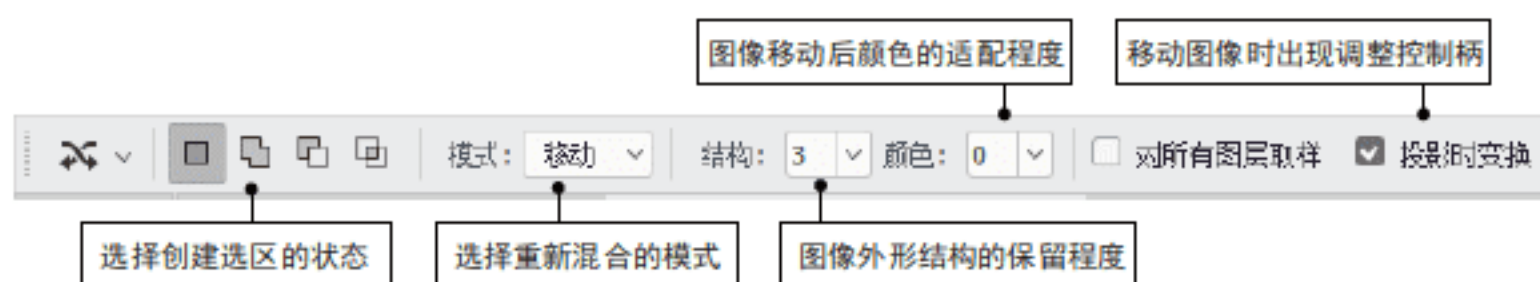 图像移动后颜色的适配程度 移动图像时出现调整控制柄
模式: 移动 结构: 3 颜色: 0 对所有图层取样 投影时变换
选择创建选区的状态 选择重新混合的模式 图像外形结构的保留程度